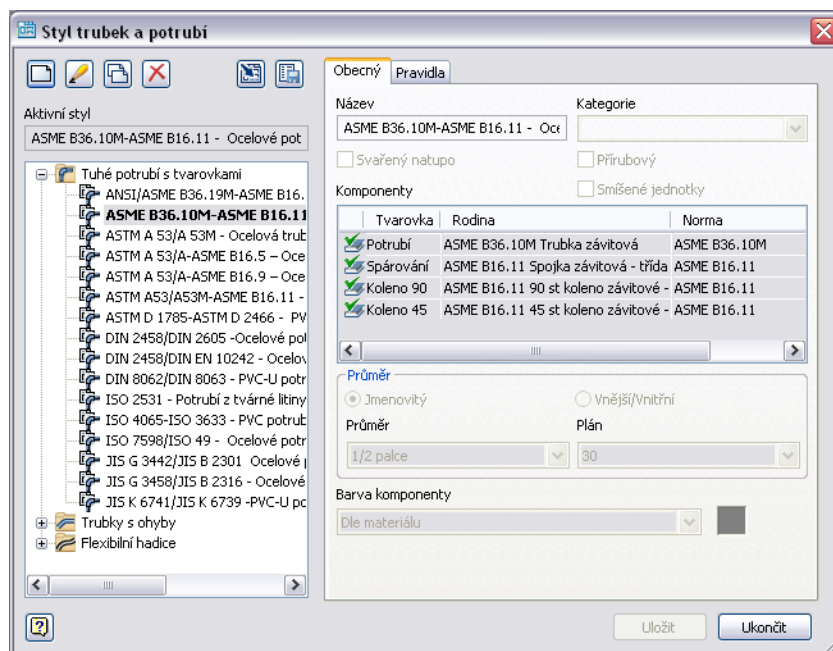 Styl trubek a potrubí
Aktivní styl
ASME B36.10M-ASME B16.11 - Ocelové pot
Tuhé potrubí s tvarovkami
ANSI/ASME B36.19M-ASME B16.
ASME B36.10M-ASME B16.11
ASTM A 53/A 53M - Ocelová trub
ASTM A 53/A-ASME B16.5 – Oce
ASTM A 53/A-ASME B16.9 – Oce
ASTM A53/A53M-ASME B16.11 -
ASTM D 1785-ASTM D 2466 - PV
DIN 2458/DIN 2605 -Ocelové pot
DIN 2458/DIN EN 10242 - Ocelov
DIN 8062/DIN 8063 - PVC-U potr
ISO 2531 - Potrubí z tvárné litiny
ISO 4065-ISO 3633 - PVC potrub
ISO 7598/ISO 49 - Ocelové potr
JIS G 3442/JIS B 2301 Ocelové p
JIS G 3458/JIS B 2316 - Ocelové
JIS K 6741/JIS K 6739 -PVC-U po
Trubky s ohyby
Flexibilní hadice
Obecný Pravidla
Název Kategorie
ASME B36.10M-ASME B16.11 - Oce
Svařený natupo Přírubový
Komponenty Smíšené jednotky
Tvarovka Rodina Norma
Potrubí ASME B36.10M Trubka závitová ASME B36.10M
Spárování ASME B16.11 Spojka závitová - třída ASME B16.11
Koleno 90 ASME B16.11 90 st koleno závitové - ASME B16.11
Koleno 45 ASME B16.11 45 st koleno závitové - ASME B16.11
Průměr
Jmenovitý Vnější/Vnitřní
Průměr Plán
1/2 palce 30
Barva komponenty
Dle materiálu
Uložit Ukončit